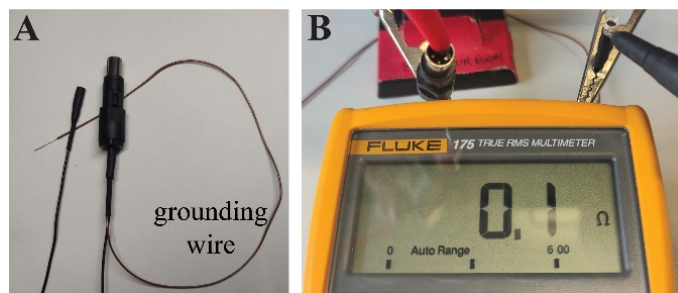 A
grounding
wire
B
FLUKE 175 TRUE RMS MULTIMETER
0.1 Ω
0 Auto Range 6 00